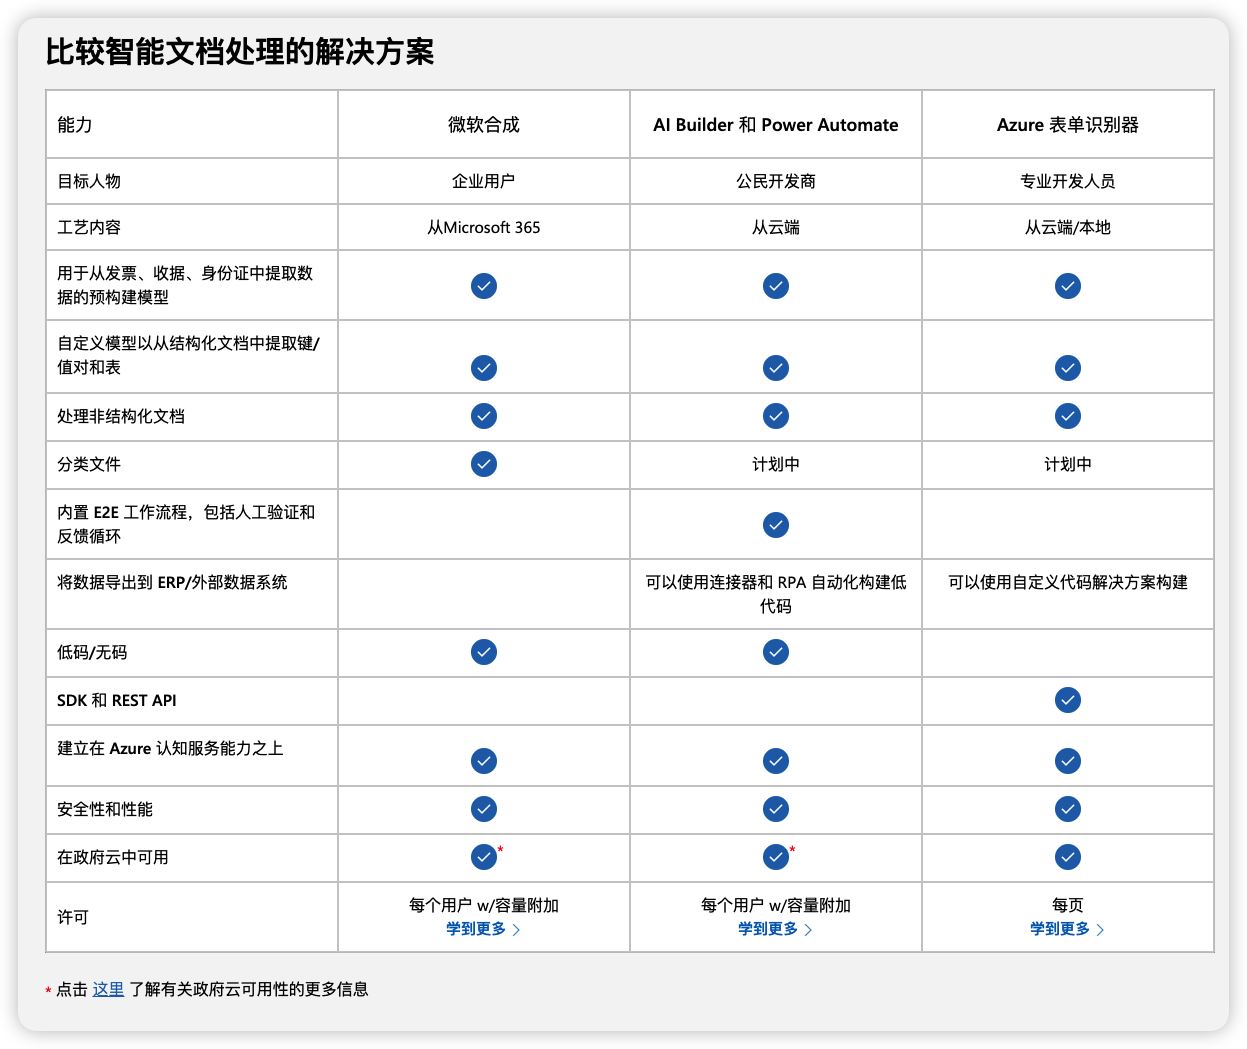 比较智能文档处理的解决方案
能力
微软合成
AI Builder 和 Power Automate
Azure 表单识别器
目标人物
企业用户
公民开发商
专业开发人员
工艺内容
从Microsoft 365
从云端
从云端/本地
用于从发票、收据、身份证中提取数
据的预构建模型
自定义模型以从结构化文档中提取键/
值对和表
处理非结构化文档
分类文件
计划中
计划中
内置 E2E 工作流程，包括人工验证和
反馈循环
将数据导出到 ERP/外部数据系统
可以使用连接器和 RPA 自动化构建低
代码
可以使用自定义代码解决方案构建
低码/无码
SDK 和 REST API
建立在 Azure 认知服务能力之上
安全性和性能
在政府云中可用
*
*
许可
每个用户 w/容量附加
学到更多 >
每个用户 w/容量附加
学到更多 >
每页
学到更多 >
* 点击 这里 了解有关政府云可用性的更多信息